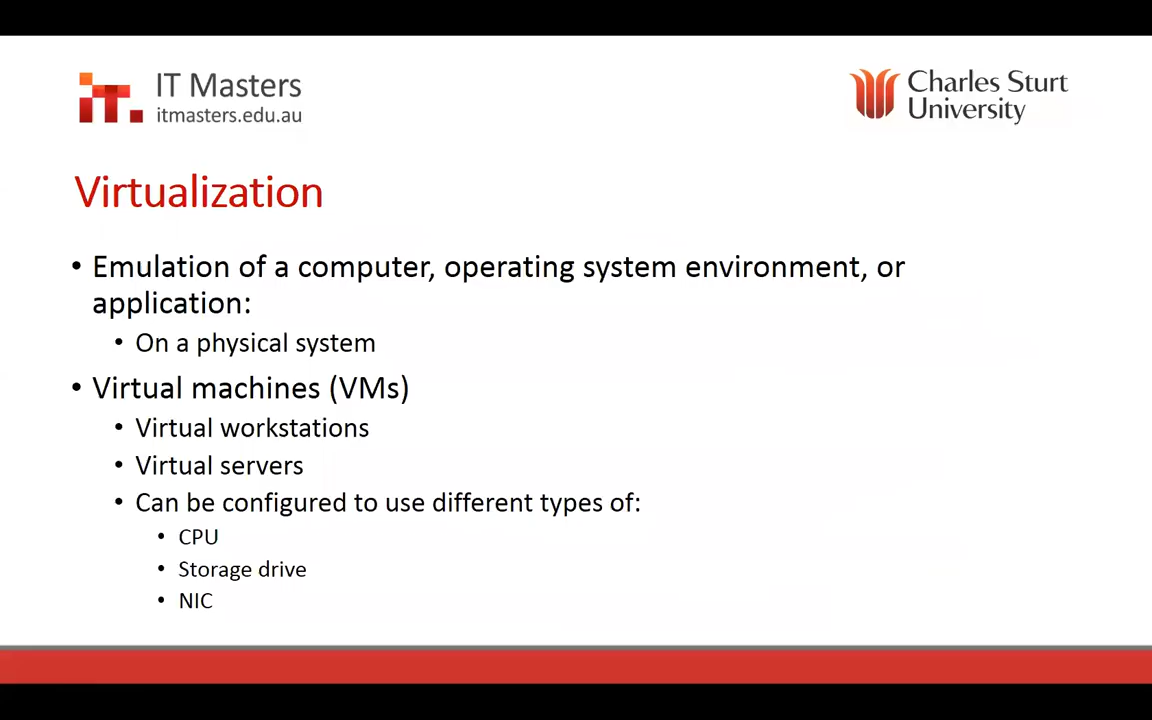 IT Masters
itmasters.edu.au
Charles Sturt
University
Virtualization
• Emulation of a computer, operating system environment, or
application:
• On a physical system
• Virtual machines (VMs)
• Virtual workstations
• Virtual servers
• Can be configured to use different types of:
• CPU
• Storage drive
• NIC